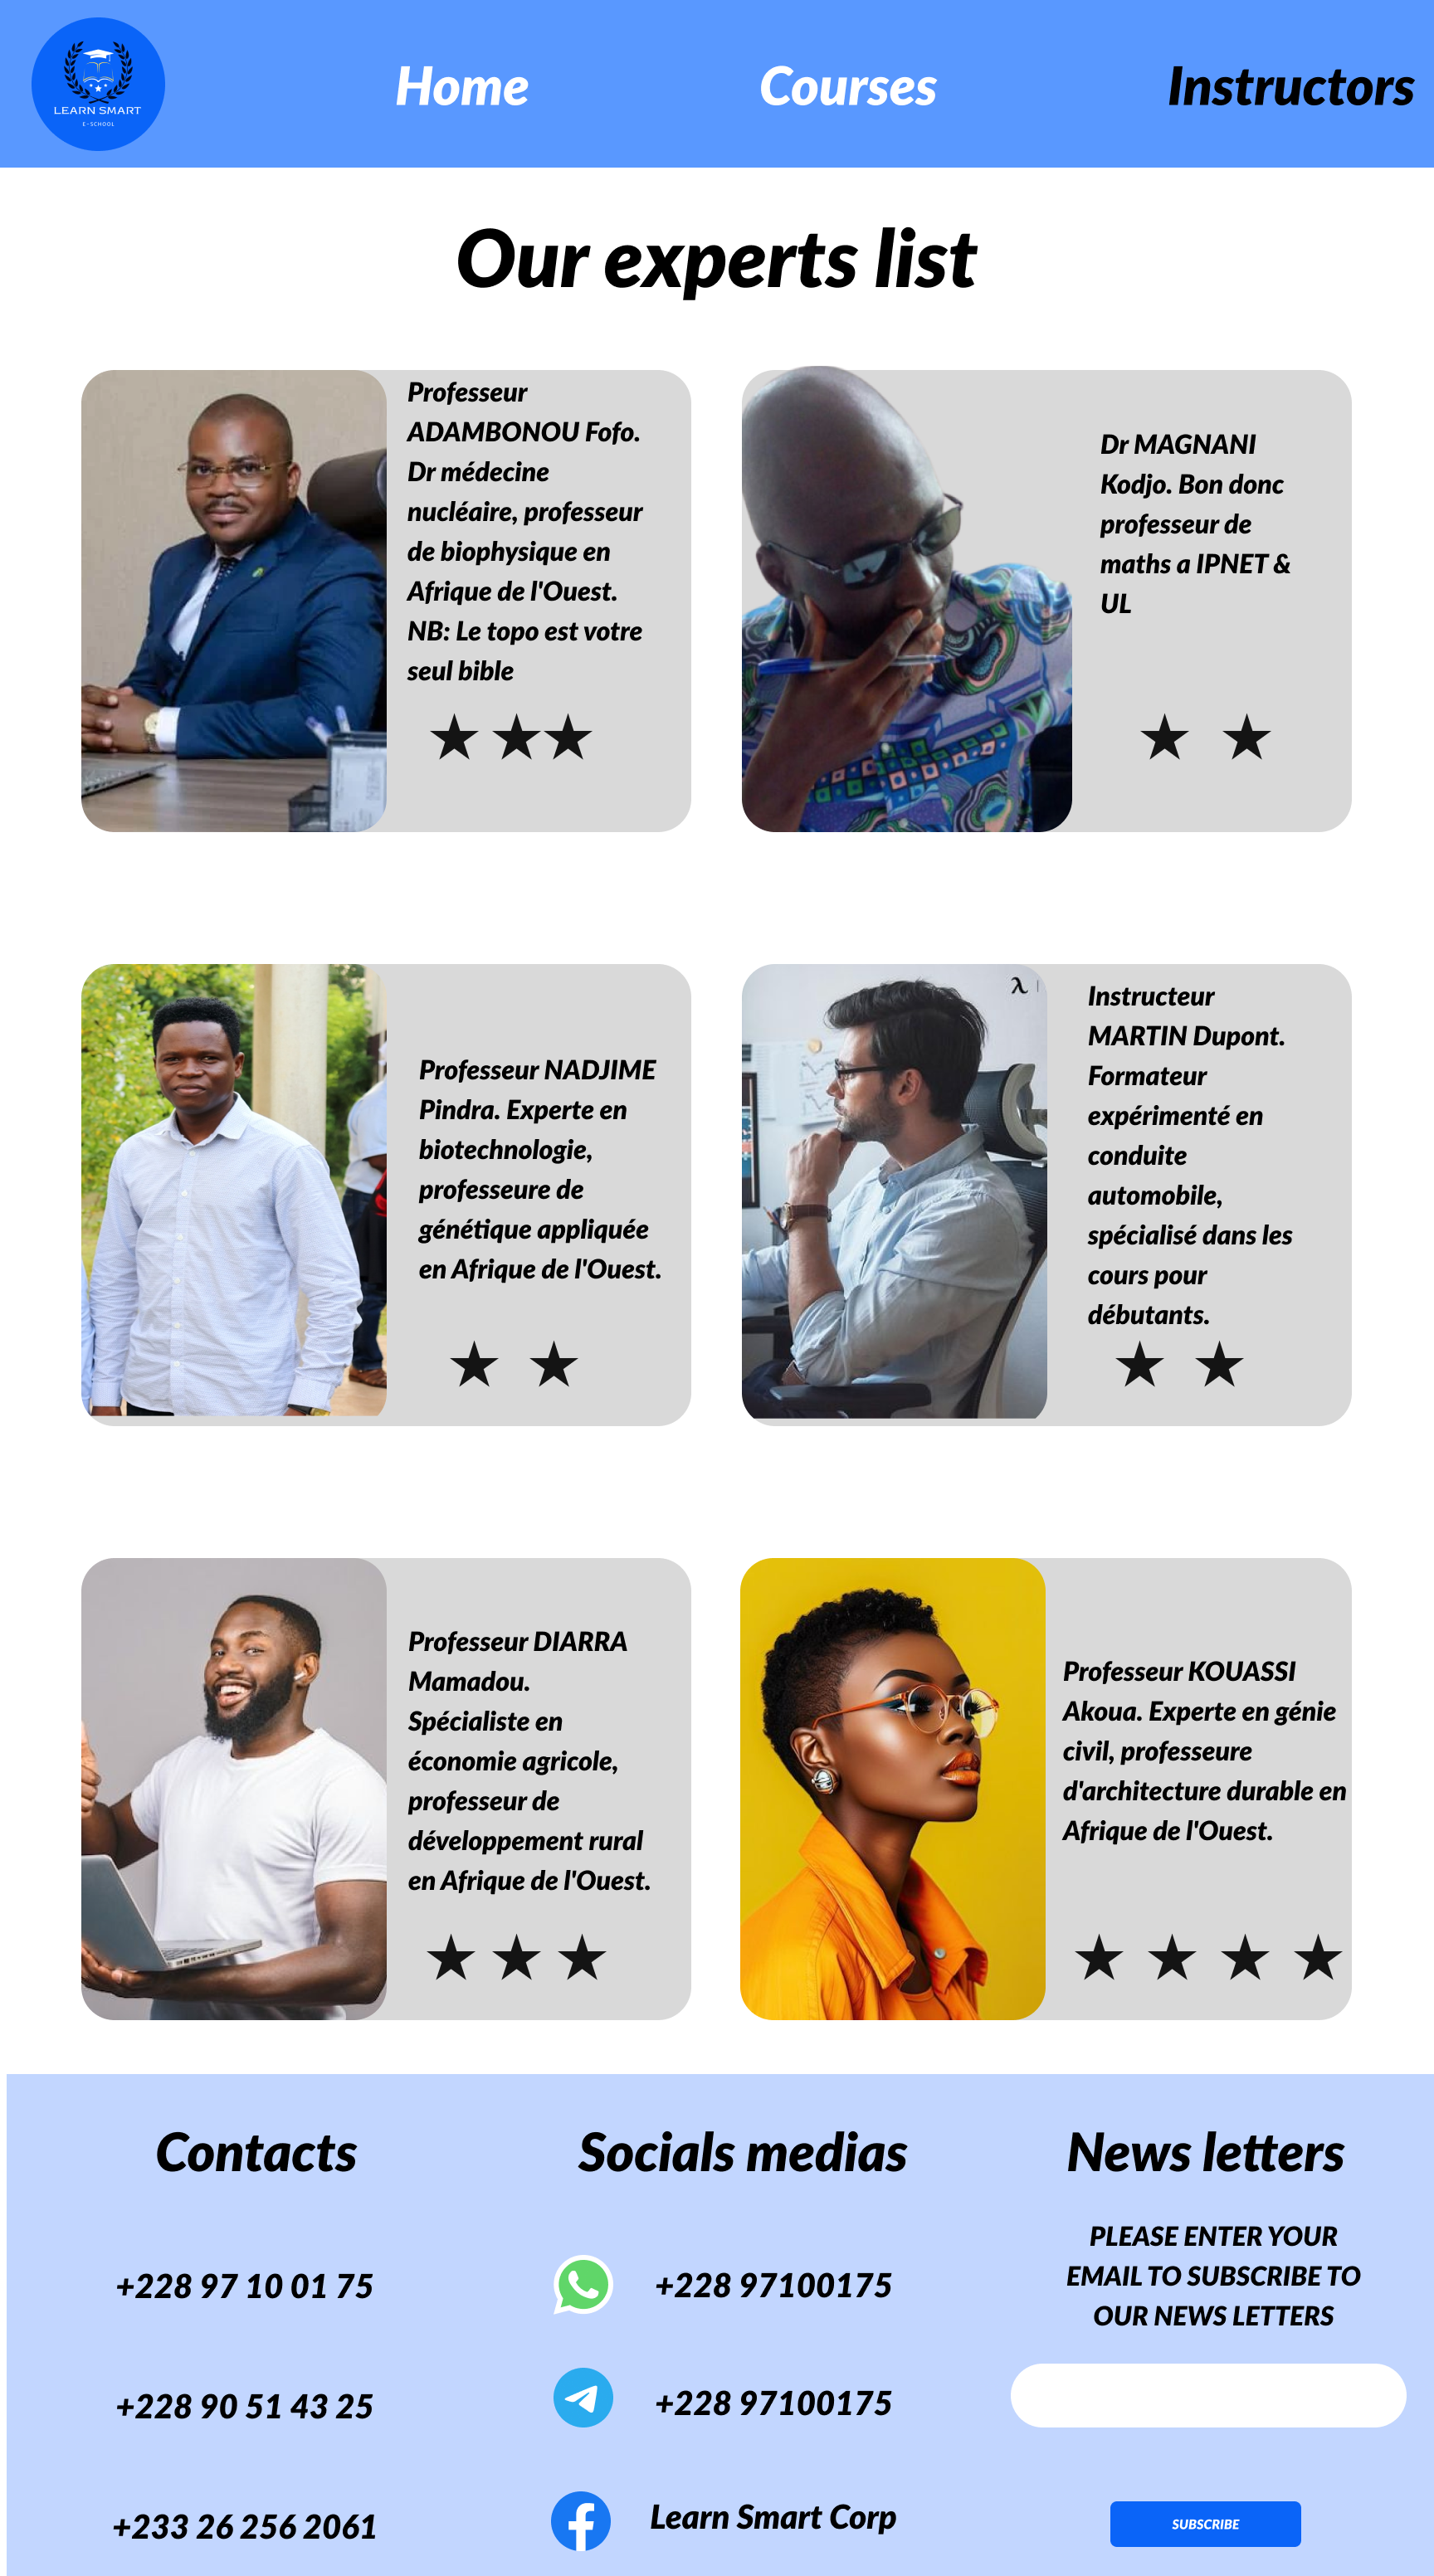 LEARN SMART
E-SCHOOL
Home
Courses
Instructors
Our experts list
Professeur
ADAMBONOU Fofo.
Dr médecine
nucléaire, professeur
de biophysique en
Afrique de l'Ouest.
NB: Le topo est votre
seul bible
Dr MAGNANI
Kodjo. Bon donc
professeur de
maths a IPNET &
UL
Professeur NADJIME
Pindra. Experte en
biotechnologie,
professeure de
génétique appliquée
en Afrique de l'Ouest.
λ
Instructeur
MARTIN Dupont.
Formateur
expérimenté en
conduite
automobile,
spécialisé dans les
cours pour
débutants.
Professeur DIARRA
Mamadou.
Spécialiste en
économie agricole,
professeur de
développement rural
en Afrique de l'Ouest.
Professeur KOUASSI
Akoua. Experte en génie
civil, professeure
d'architecture durable en
Afrique de l'Ouest.
Contacts
+228 97 10 01 75
+228 90 51 43 25
+233 26 256 2061
Socials medias
+228 97100175
+228 97100175
Learn Smart Corp
News letters
PLEASE ENTER YOUR
EMAIL TO SUBSCRIBE TO
OUR NEWS LETTERS
SUBSCRIBE